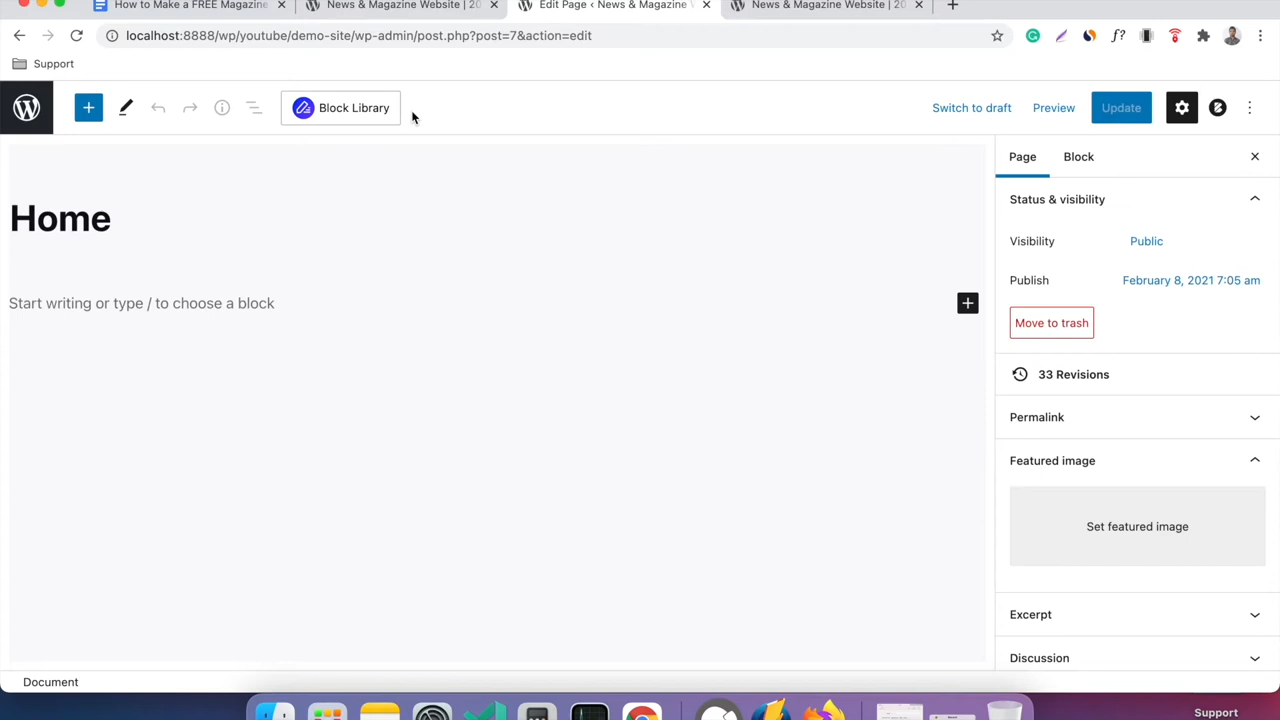 How to Make a FREE Magazine
News & Magazine Website | 20
Edit Page ‹ News & Magazine
News & Magazine Website | 20
localhost:8888/wp/youtube/demo-site/wp-admin/post.php?post=7&action=edit
f?
Support
Block Library
Switch to draft
Preview
Update
Page
Block
Home
Status & visibility
Visibility
Public
Start writing or type / to choose a block
Publish
February 8, 2021 7:05 am
Move to trash
33 Revisions
Permalink
Featured image
Set featured image
Excerpt
Discussion
Document
Support